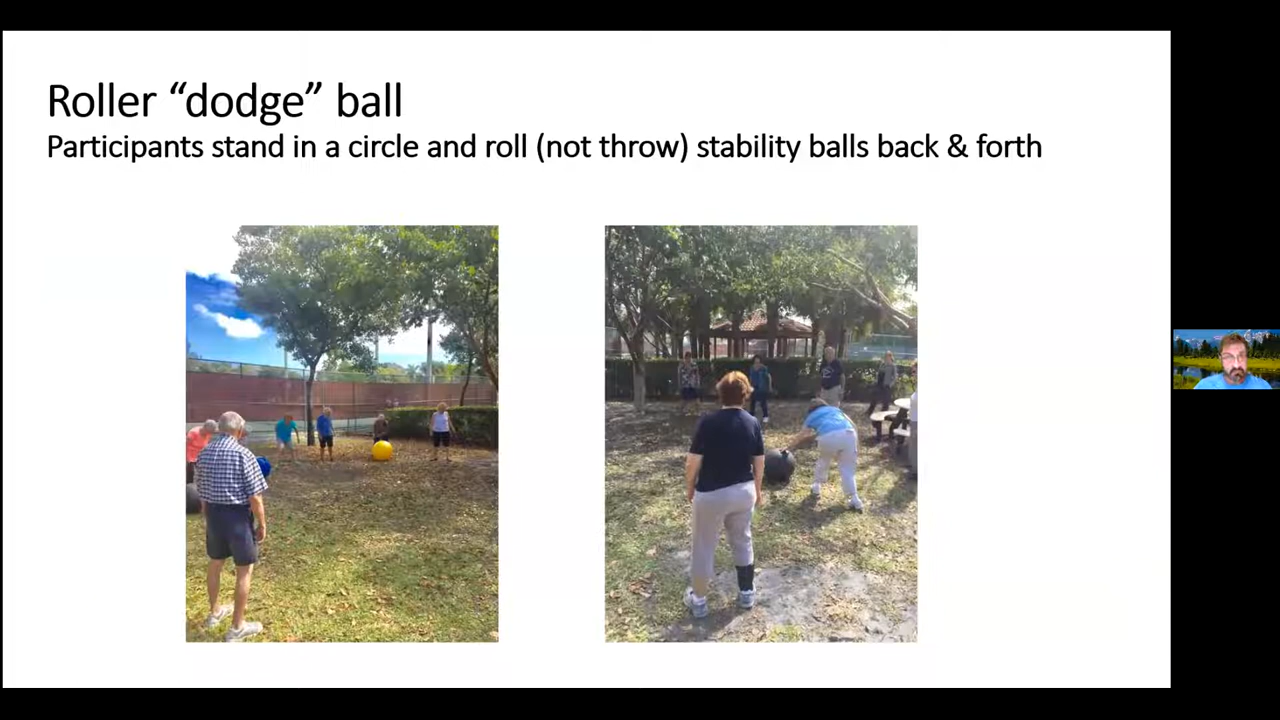 Roller “dodge” ball
Participants stand in a circle and roll (not throw) stability balls back & forth